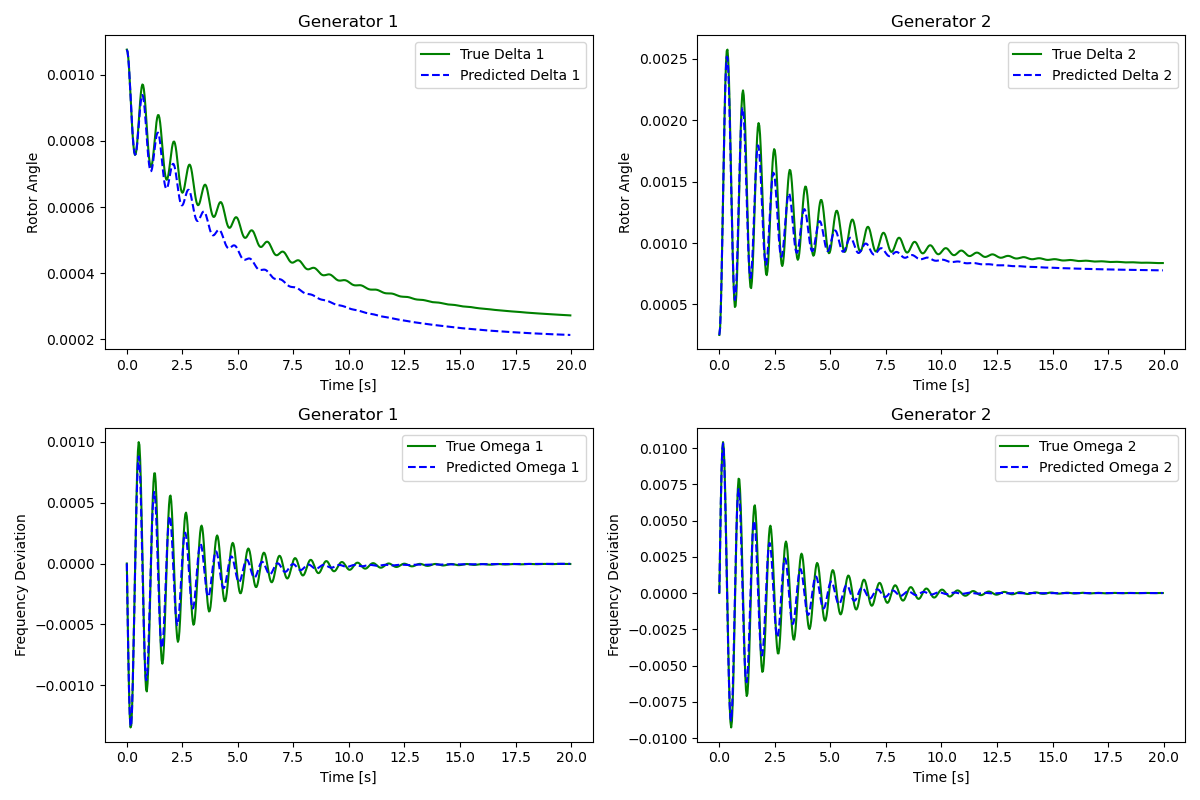 Generator 1
True Delta 1
Predicted Delta 1
Rotor Angle
0.0010
0.0008
0.0006
0.0004
0.0002
0.0 2.5 5.0 7.5 10.0 12.5 15.0 17.5 20.0
Time [s]
Generator 2
True Delta 2
Predicted Delta 2
Rotor Angle
0.0025
0.0020
0.0015
0.0010
0.0005
0.0 2.5 5.0 7.5 10.0 12.5 15.0 17.5 20.0
Time [s]
Generator 1
True Omega 1
Predicted Omega 1
Frequency Deviation
0.0010
0.0005
0.0000
−0.0005
−0.0010
0.0 2.5 5.0 7.5 10.0 12.5 15.0 17.5 20.0
Time [s]
Generator 2
True Omega 2
Predicted Omega 2
Frequency Deviation
0.0100
0.0075
0.0050
0.0025
0.0000
−0.0025
−0.0050
−0.0075
−0.0100
0.0 2.5 5.0 7.5 10.0 12.5 15.0 17.5 20.0
Time [s]